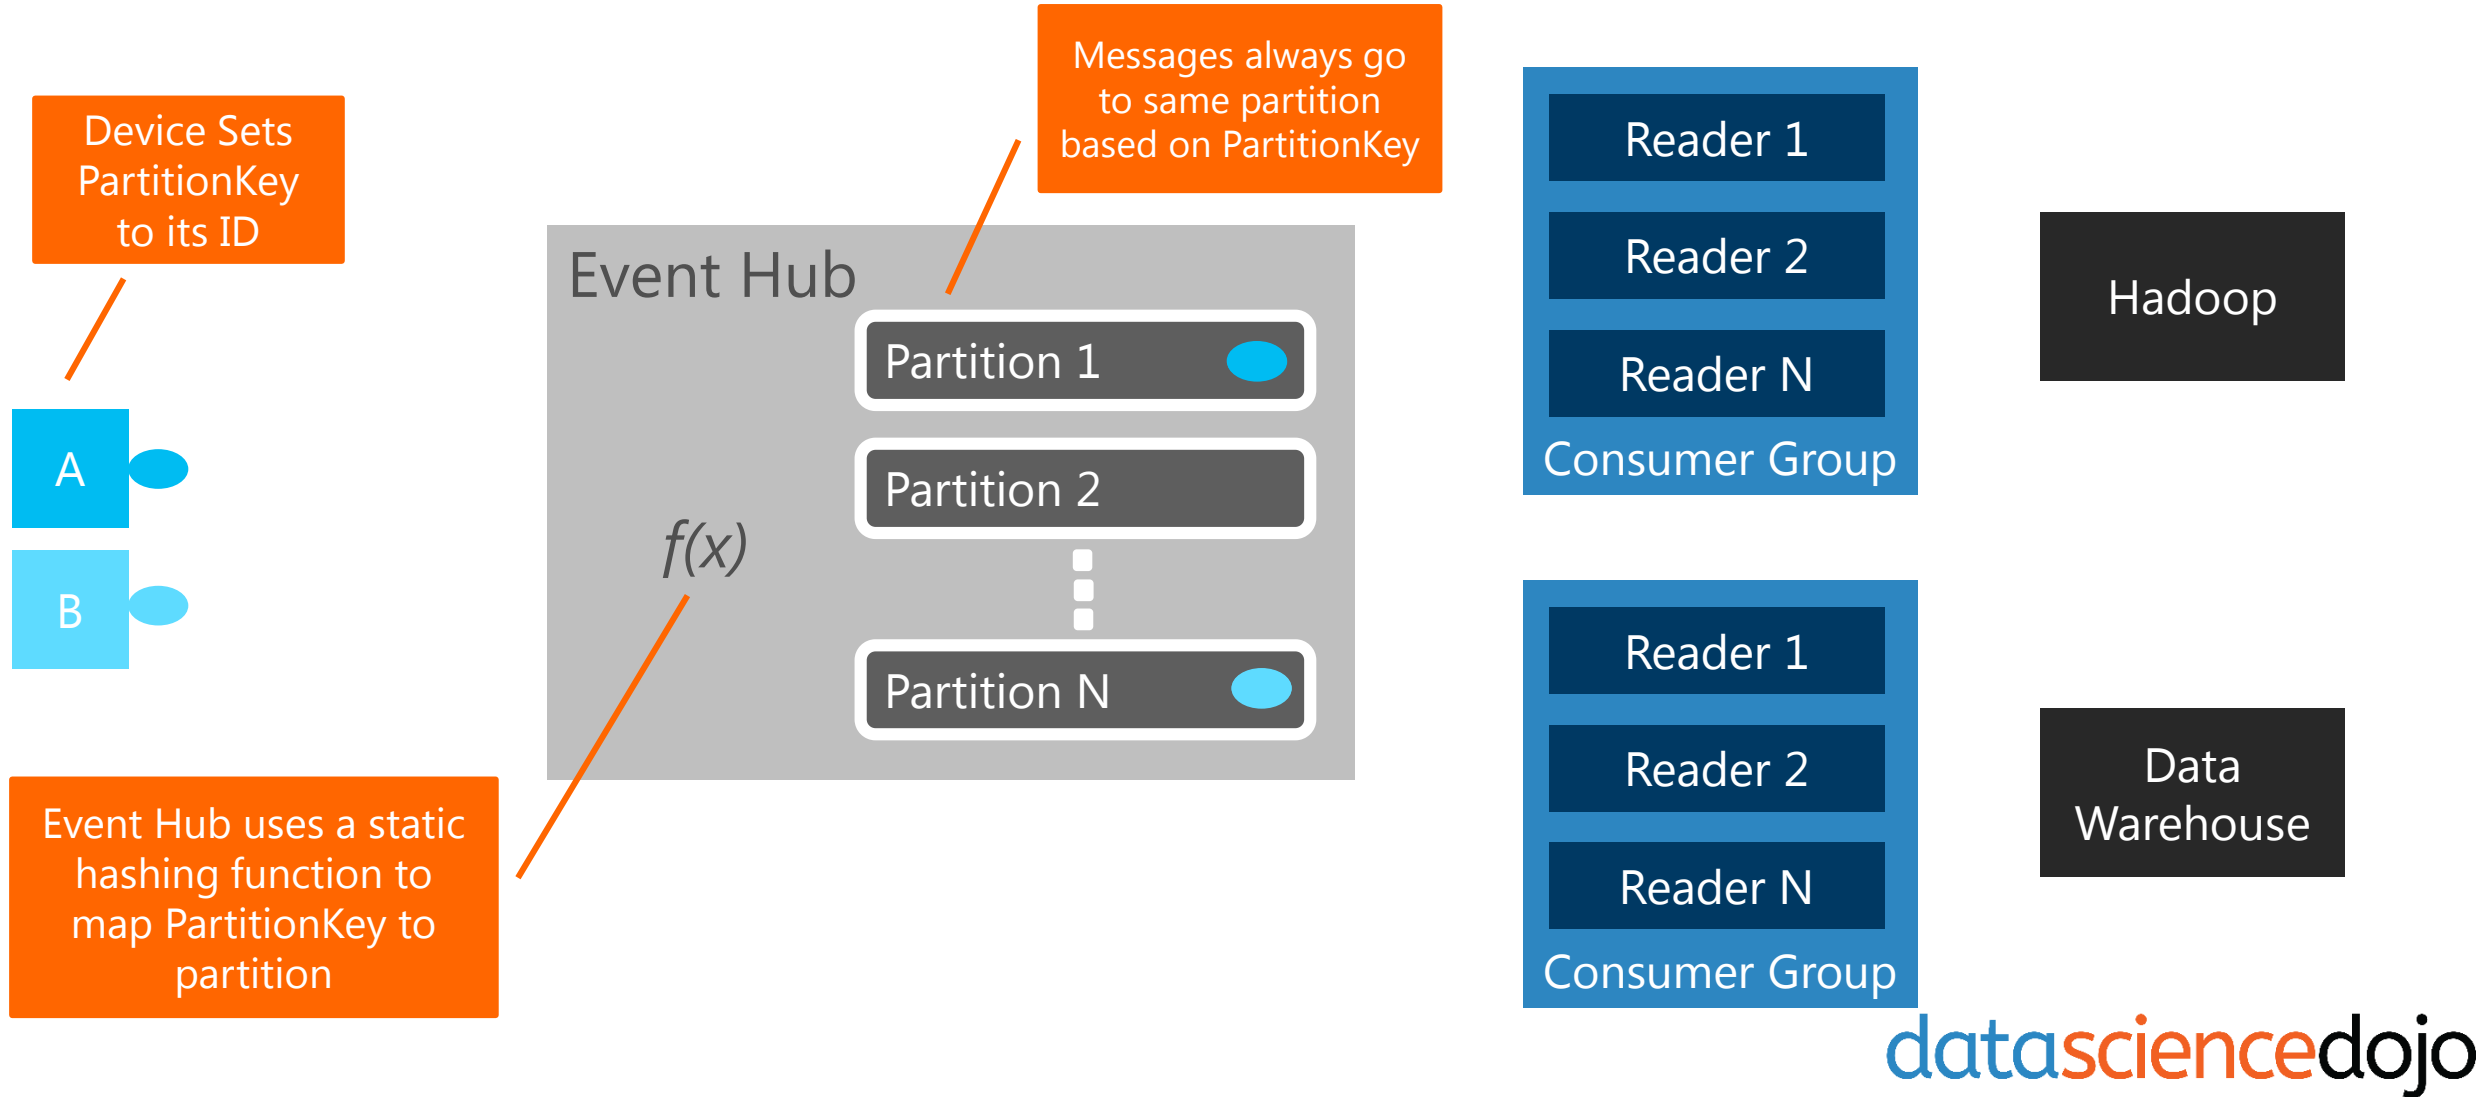 Device Sets
PartitionKey
to its ID
A
B
Event Hub uses a static
hashing function to
map PartitionKey to
partition
Messages always go
to same partition
based on PartitionKey
Event Hub
f(x)
Partition 1
Partition 2
Partition N
Reader 1
Reader 2
Reader N
Consumer Group
Reader 1
Reader 2
Reader N
Consumer Group
Hadoop
Data
Warehouse
datasciencedojo